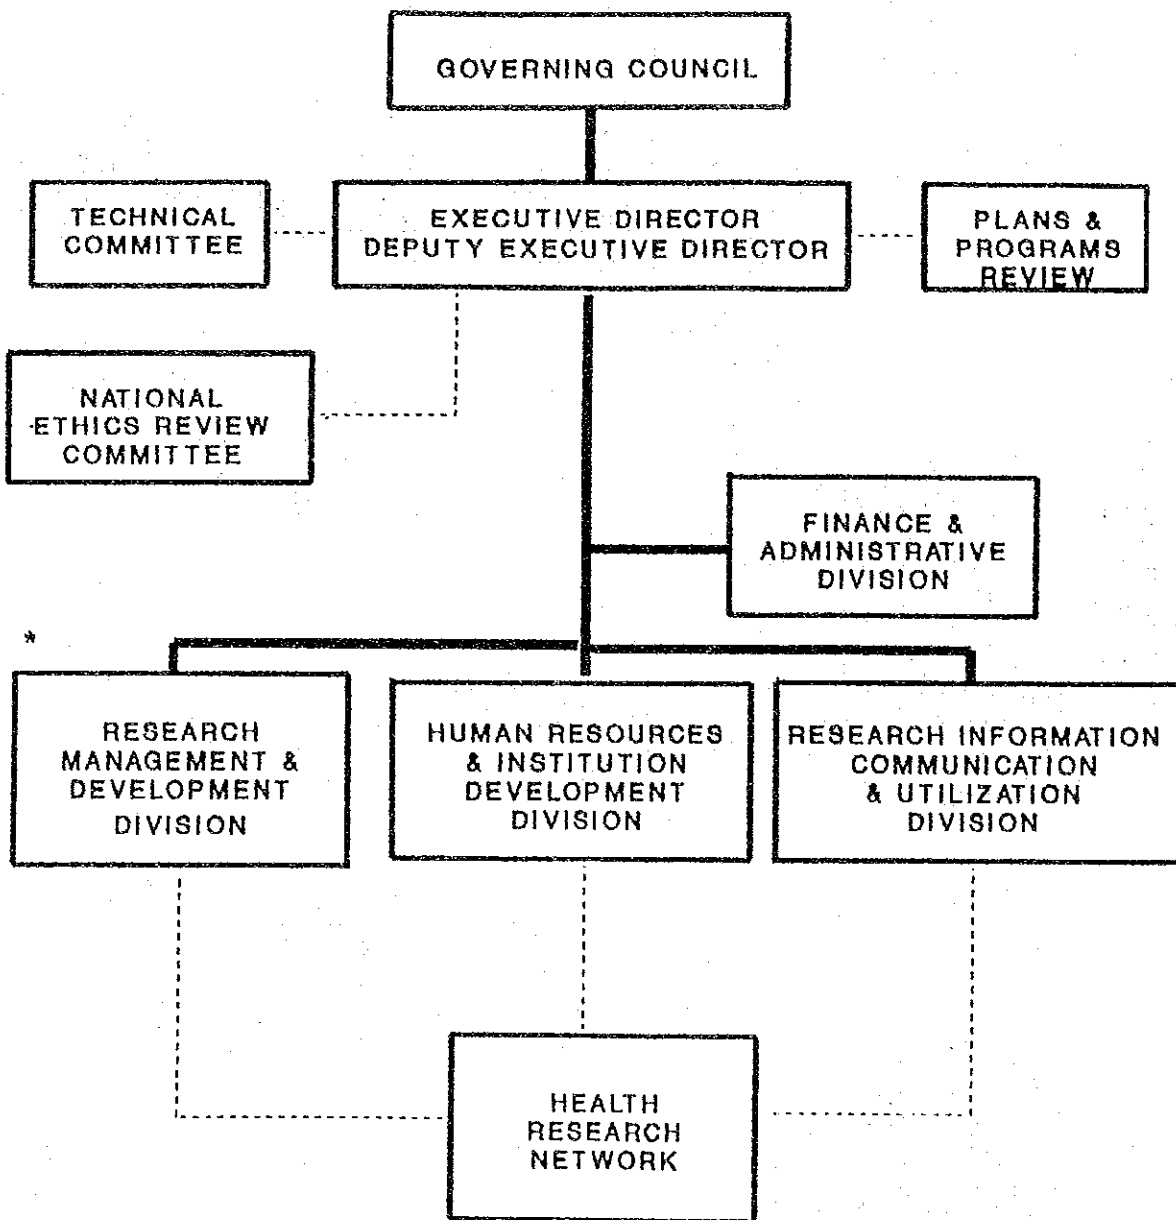 GOVERNING COUNCIL
TECHNICAL
COMMITTEE
EXECUTIVE DIRECTOR
DEPUTY EXECUTIVE DIRECTOR
PLANS &
PROGRAMS
REVIEW
NATIONAL
ETHICS REVIEW
COMMITTEE
FINANCE &
ADMINISTRATIVE
DIVISION
*
RESEARCH
MANAGEMENT &
DEVELOPMENT
DIVISION
HUMAN RESOURCES
& INSTITUTION
DEVELOPMENT
DIVISION
RESEARCH INFORMATION
COMMUNICATION
& UTILIZATION
DIVISION
HEALTH
RESEARCH
NETWORK